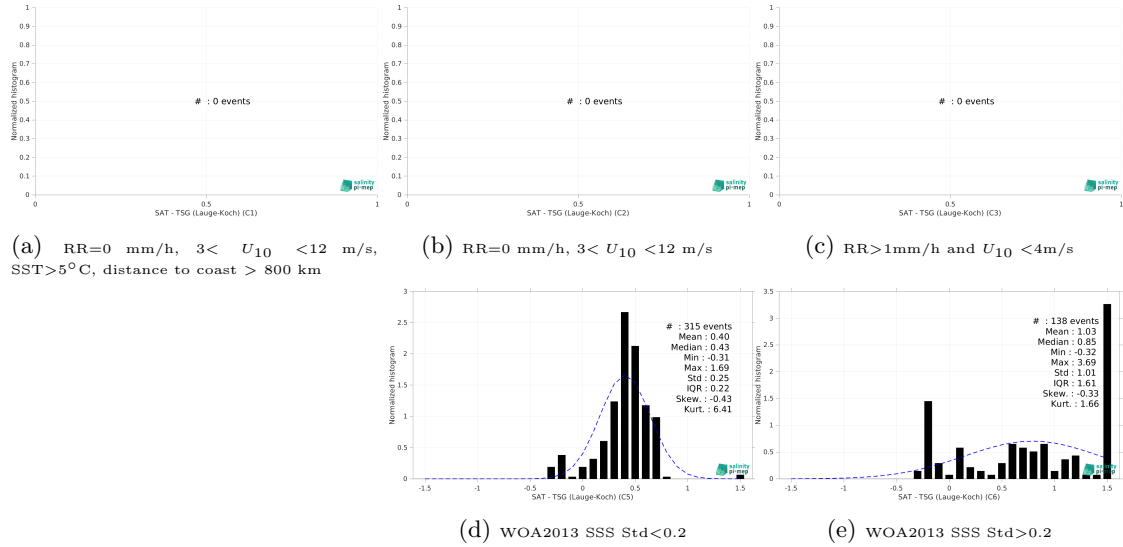 1
0.9
0.8
0.7
0.6
0.5
0.4
0.3
0.2
0.1
0
Normalized histogram
# : 0 events
salinity
pi-mep
0 0.5 1
SAT - TSG (Lauge-Koch) (C1)
(a) RR=0 mm/h, 3< U10 <12 m/s,
SST>5°C, distance to coast > 800 km
1
0.9
0.8
0.7
0.6
0.5
0.4
0.3
0.2
0.1
0
Normalized histogram
# : 0 events
salinity
pi-mep
0 0.5 1
SAT - TSG (Lauge-Koch) (C2)
(b) RR=0 mm/h, 3< U10 <12 m/s
1
0.9
0.8
0.7
0.6
0.5
0.4
0.3
0.2
0.1
0
Normalized histogram
# : 0 events
salinity
pi-mep
0 0.5 1
SAT - TSG (Lauge-Koch) (C3)
(c) RR>1mm/h and U10 <4m/s
3
2.5
2
1.5
1
0.5
0
Normalized histogram
# : 315 events
Mean : 0.40
Median : 0.43
Min : -0.31
Max : 1.69
Std : 0.25
IQR : 0.22
Skew. : -0.43
Kurt. : 6.41
salinity
pi-mep
-1.5 -1 -0.5 0 0.5 1 1.5
SAT - TSG (Lauge-Koch) (C5)
(d) WOA2013 SSS Std<0.2
3.5
3
2.5
2
1.5
1
0.5
0
Normalized histogram
# : 138 events
Mean : 1.03
Median : 0.85
Min : -0.32
Max : 3.69
Std : 1.01
IQR : 1.61
Skew. : -0.33
Kurt. : 1.66
salinity
pi-mep
-1.5 -1 -0.5 0 0.5 1 1.5
SAT - TSG (Lauge-Koch) (C6)
(e) WOA2013 SSS Std>0.2